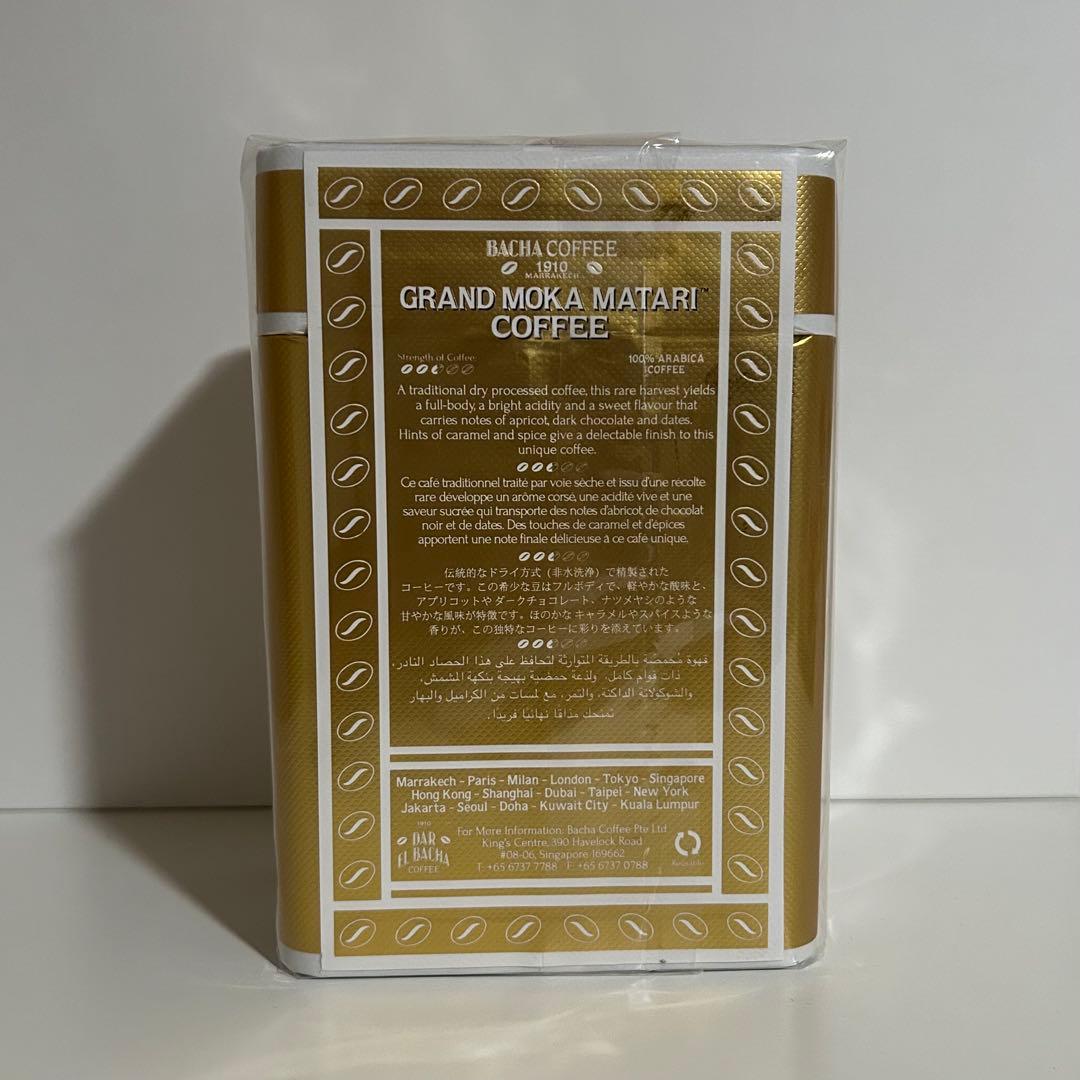 BACHA COFFEE
1910
MARRAKECH
GRAND MOKA MATARI™
COFFEE
Strength of Coffee:
100% ARABICA
COFFEE
A traditional dry processed coffee, this rare harvest yields
a full-body, a bright acidity and a sweet flavour that
carries notes of apricot, dark chocolate and dates.
Hints of caramel and spice give a delectable finish to this
unique coffee.
Ce café traditionnel traité par voie sèche et issu d'une récolte
rare développe un arôme corsé, une acidité vive et une
saveur sucrée qui transporte des notes d'abricot, de chocolat
noir et de dates. Des touches de caramel et d'épices
apportent une note finale délicieuse à ce café unique.
伝統的なドライ方式（非水洗浄）で精製された
コーヒーです。この希少な豆はフルボディで、軽やかな酸味と、
アプリコットやダークチョコレート、ナツメヤシのような
甘やかな風味が特徴です。ほのかなキャラメルやスパイスような
香りが、この独特なコーヒーに彩りを添えています。
قهوة مُحمصة بالطريقة المتوارثة لتحافظ على هذا الحصاد النادر،
ذات قوام كامل، ولذعة حمضية بهيجة بنكهة المشمش،
والشوكولاتة الداكنة، والتمر، مع لمسات من الكراميل والبهار
تمنحك مذاقا نهائيا فريدا.
Marrakech - Paris - Milan - London - Tokyo - Singapore
Hong Kong - Shanghai - Dubai - Taipei - New York
Jakarta - Seoul - Doha - Kuwait City - Kuala Lumpur
1910
DAR
EL BACHA
COFFEE
For More Information: Bacha Coffee Pte Ltd
King's Centre, 390 Havelock Road
#08-06, Singapore 169662
T: +65 6737 7788 F: +65 6737 0788